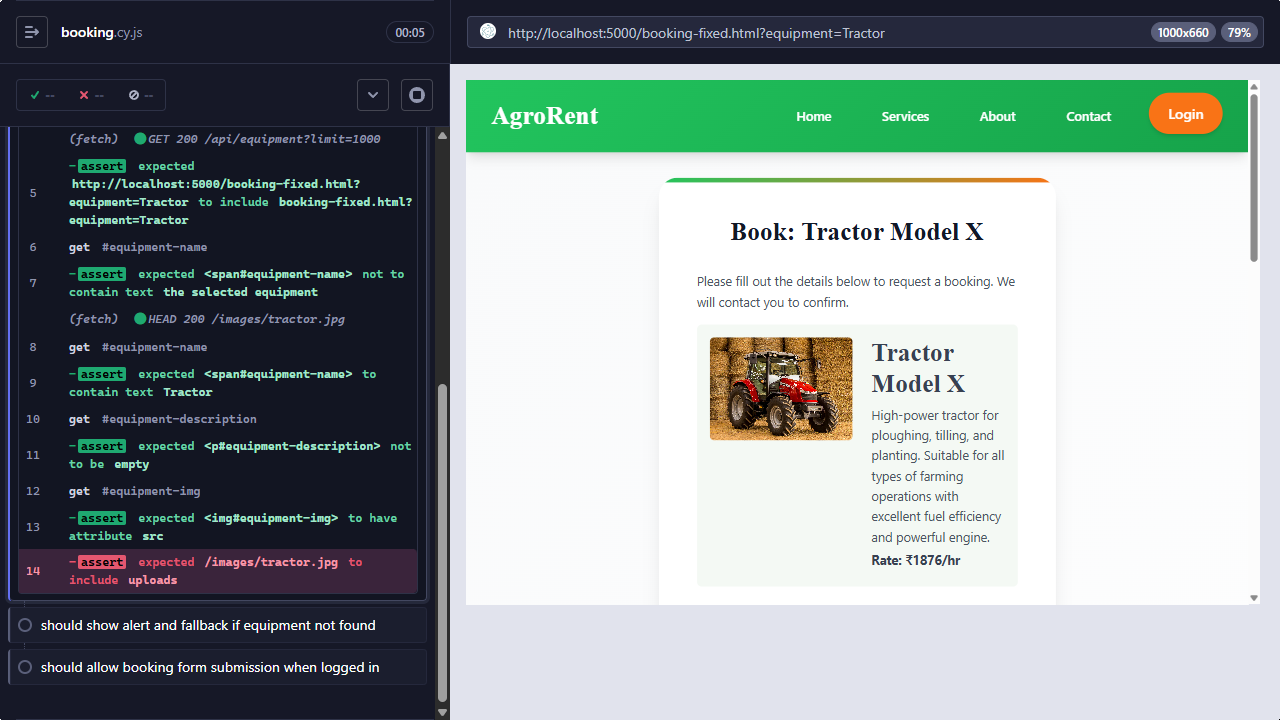 booking.cy.js
00:05
--
--
--
(fetch) GET 200 /api/equipment?limit=1000
5
-assert expected
http://localhost:5000/booking-fixed.html?
equipment=Tractor to include booking-fixed.html?
equipment=Tractor
6 get #equipment-name
7
-assert expected <span#equipment-name> not to
contain text the selected equipment
(fetch) HEAD 200 /images/tractor.jpg
8 get #equipment-name
9
-assert expected <span#equipment-name> to
contain text Tractor
10 get #equipment-description
11
-assert expected <p#equipment-description> not
to be empty
12 get #equipment-img
13
-assert expected <img#equipment-img> to have
attribute src
14
-assert expected /images/tractor.jpg to
include uploads
should show alert and fallback if equipment not found
should allow booking form submission when logged in
http://localhost:5000/booking-fixed.html?equipment=Tractor
1000x660
79%
AgroRent
Home
Services
About
Contact
Login
Book: Tractor Model X
Please fill out the details below to request a booking. We
will contact you to confirm.
Tractor
Model X
High-power tractor for
ploughing, tilling, and
planting. Suitable for all
types of farming
operations with
excellent fuel efficiency
and powerful engine.
Rate: ₹1876/hr